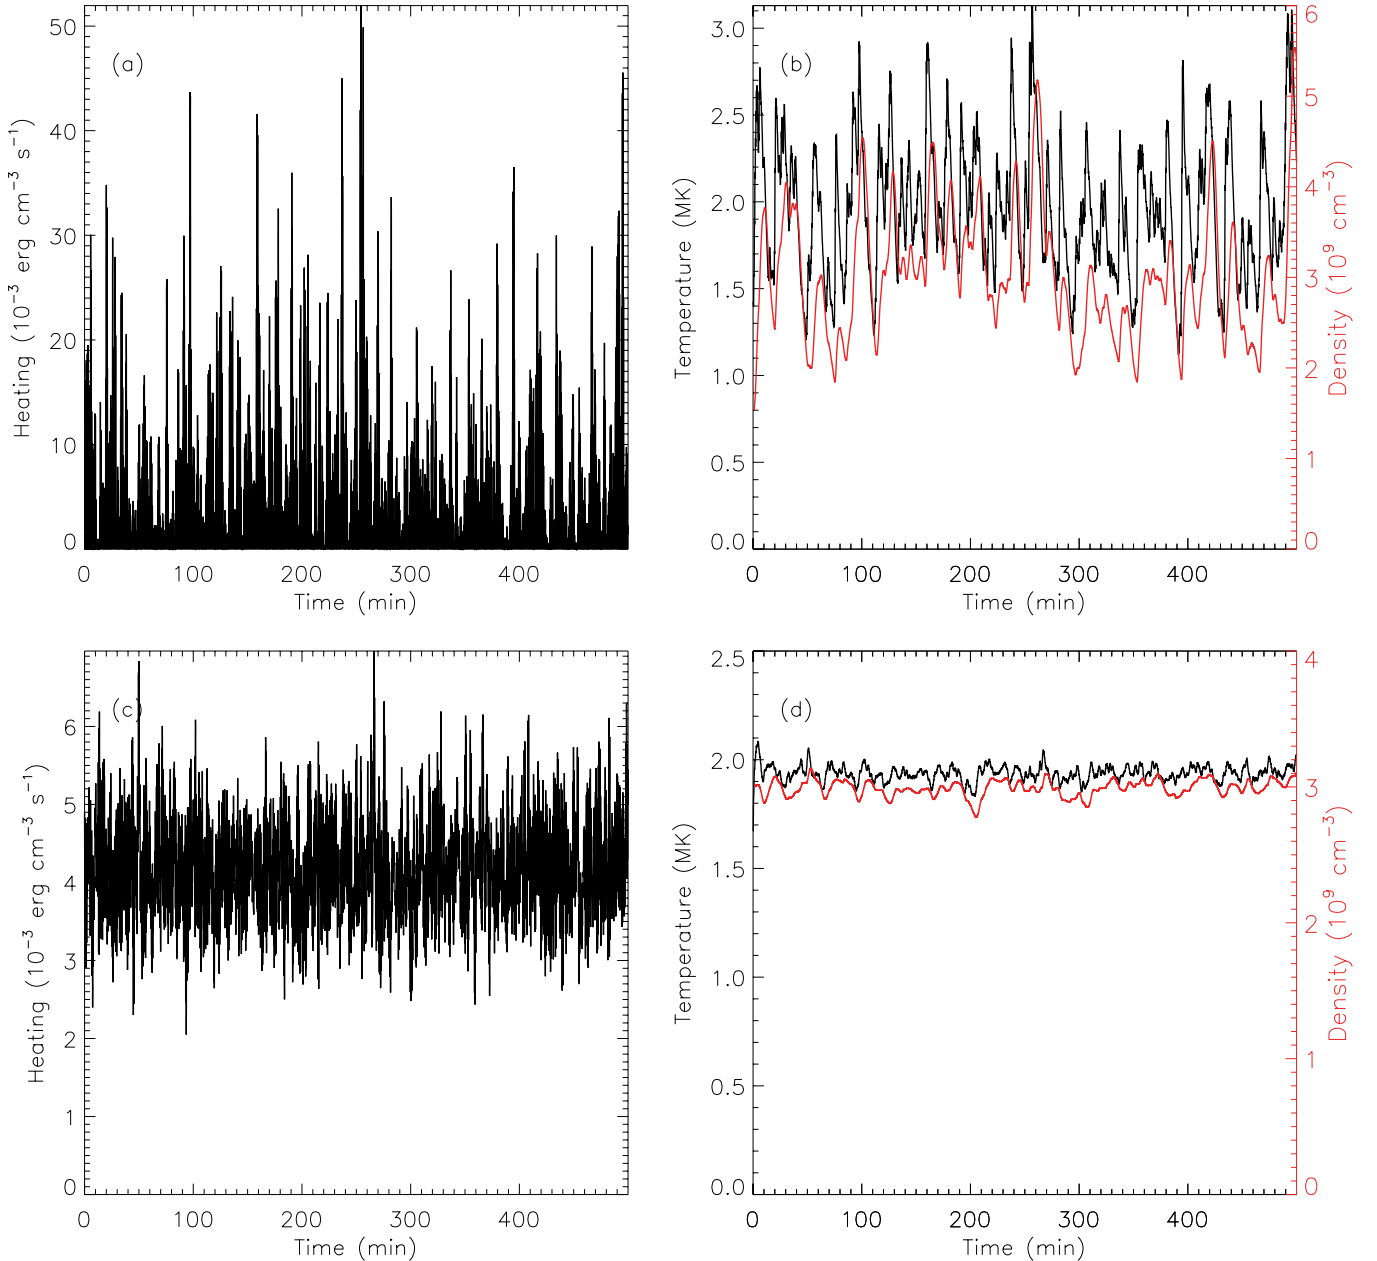 (a)
50
40
30
20
10
0
Heating (10⁻³ erg cm⁻³ s⁻¹)
0 100 200 300 400
Time (min)
(b)
3.0
2.5
2.0
1.5
1.0
0.5
0.0
Temperature (MK)
6
5
4
3
2
1
0
Density (10⁹ cm⁻³)
0 100 200 300 400
Time (min)
(c)
6
5
4
3
2
1
0
Heating (10⁻³ erg cm⁻³ s⁻¹)
0 100 200 300 400
Time (min)
(d)
2.5
2.0
1.5
1.0
0.5
0.0
Temperature (MK)
4
3
2
1
0
Density (10⁹ cm⁻³)
0 100 200 300 400
Time (min)